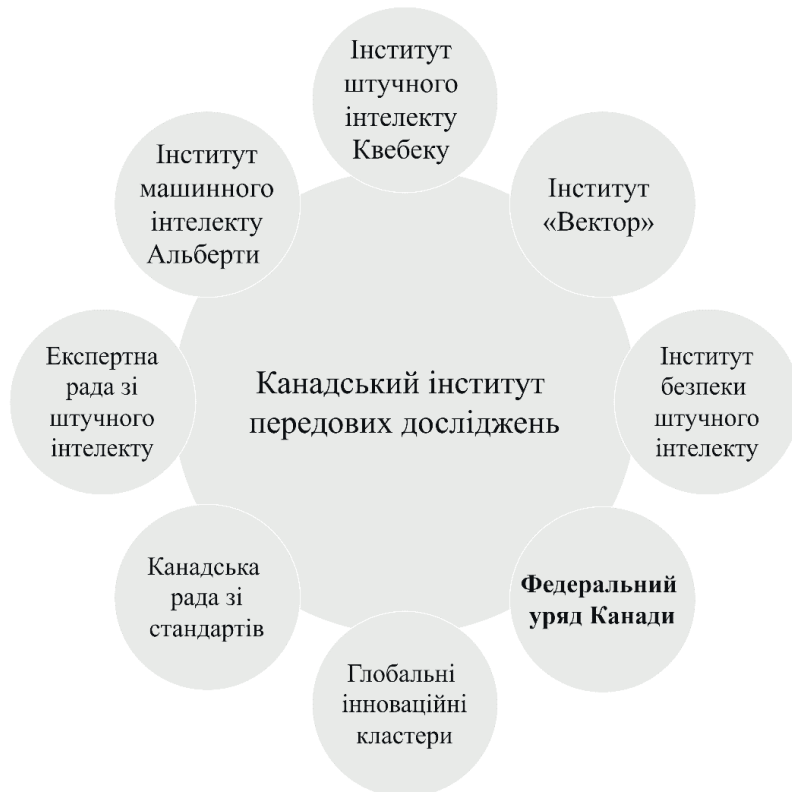 Інститут
штучного
інтелекту
Квебеку
Інститут
машинного
інтелекту
Альберти
Інститут
«Вектор»
Експертна
рада зі
штучного
інтелекту
Канадський інститут
передових досліджень
Інститут
безпеки
штучного
інтелекту
Канадська
рада зі
стандартів
Федеральний
уряд Канади
Глобальні
інноваційні
кластери